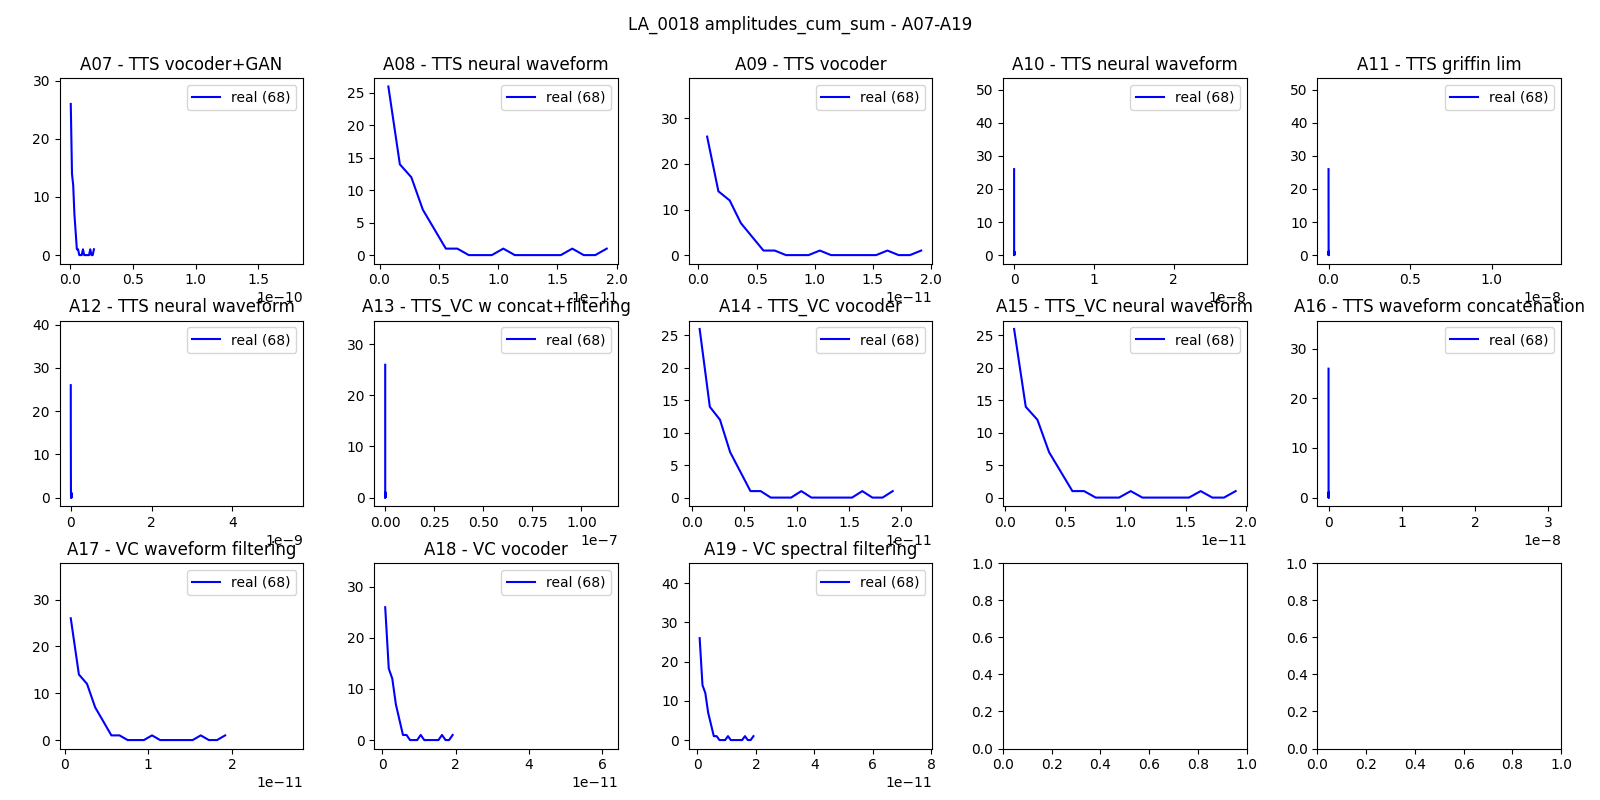 LA_0018 amplitudes_cum_sum - A07-A19
A07 - TTS vocoder+GAN
30
20
10
0
real (68)
0.0 0.5 1.0 1.5
1e−10
A08 - TTS neural waveform
25
20
15
10
5
0
real (68)
0.0 0.5 1.0 1.5 2.0
1e−11
A09 - TTS vocoder
30
20
10
0
real (68)
0.0 0.5 1.0 1.5 2.0
1e−11
A10 - TTS neural waveform
50
40
30
20
10
0
real (68)
0 1 2
1e−8
A11 - TTS griffin lim
50
40
30
20
10
0
real (68)
0.0 0.5 1.0
1e−8
A12 - TTS neural waveform
40
30
20
10
0
real (68)
0 2 4
1e−9
A13 - TTS_VC w concat+filtering
30
20
10
0
real (68)
0.00 0.25 0.50 0.75 1.00
1e−7
A14 - TTS_VC vocoder
25
20
15
10
5
0
real (68)
0.0 0.5 1.0 1.5 2.0
1e−11
A15 - TTS_VC neural waveform
25
20
15
10
5
0
real (68)
0.0 0.5 1.0 1.5 2.0
1e−11
A16 - TTS waveform concatenation
30
20
10
0
real (68)
0 1 2 3
1e−8
A17 - VC waveform filtering
30
20
10
0
real (68)
0 1 2
1e−11
A18 - VC vocoder
30
20
10
0
real (68)
0 2 4 6
1e−11
A19 - VC spectral filtering
40
30
20
10
0
real (68)
0 2 4 6 8
1e−11
1.0
0.8
0.6
0.4
0.2
0.0
0.0 0.2 0.4 0.6 0.8 1.0
1.0
0.8
0.6
0.4
0.2
0.0
0.0 0.2 0.4 0.6 0.8 1.0